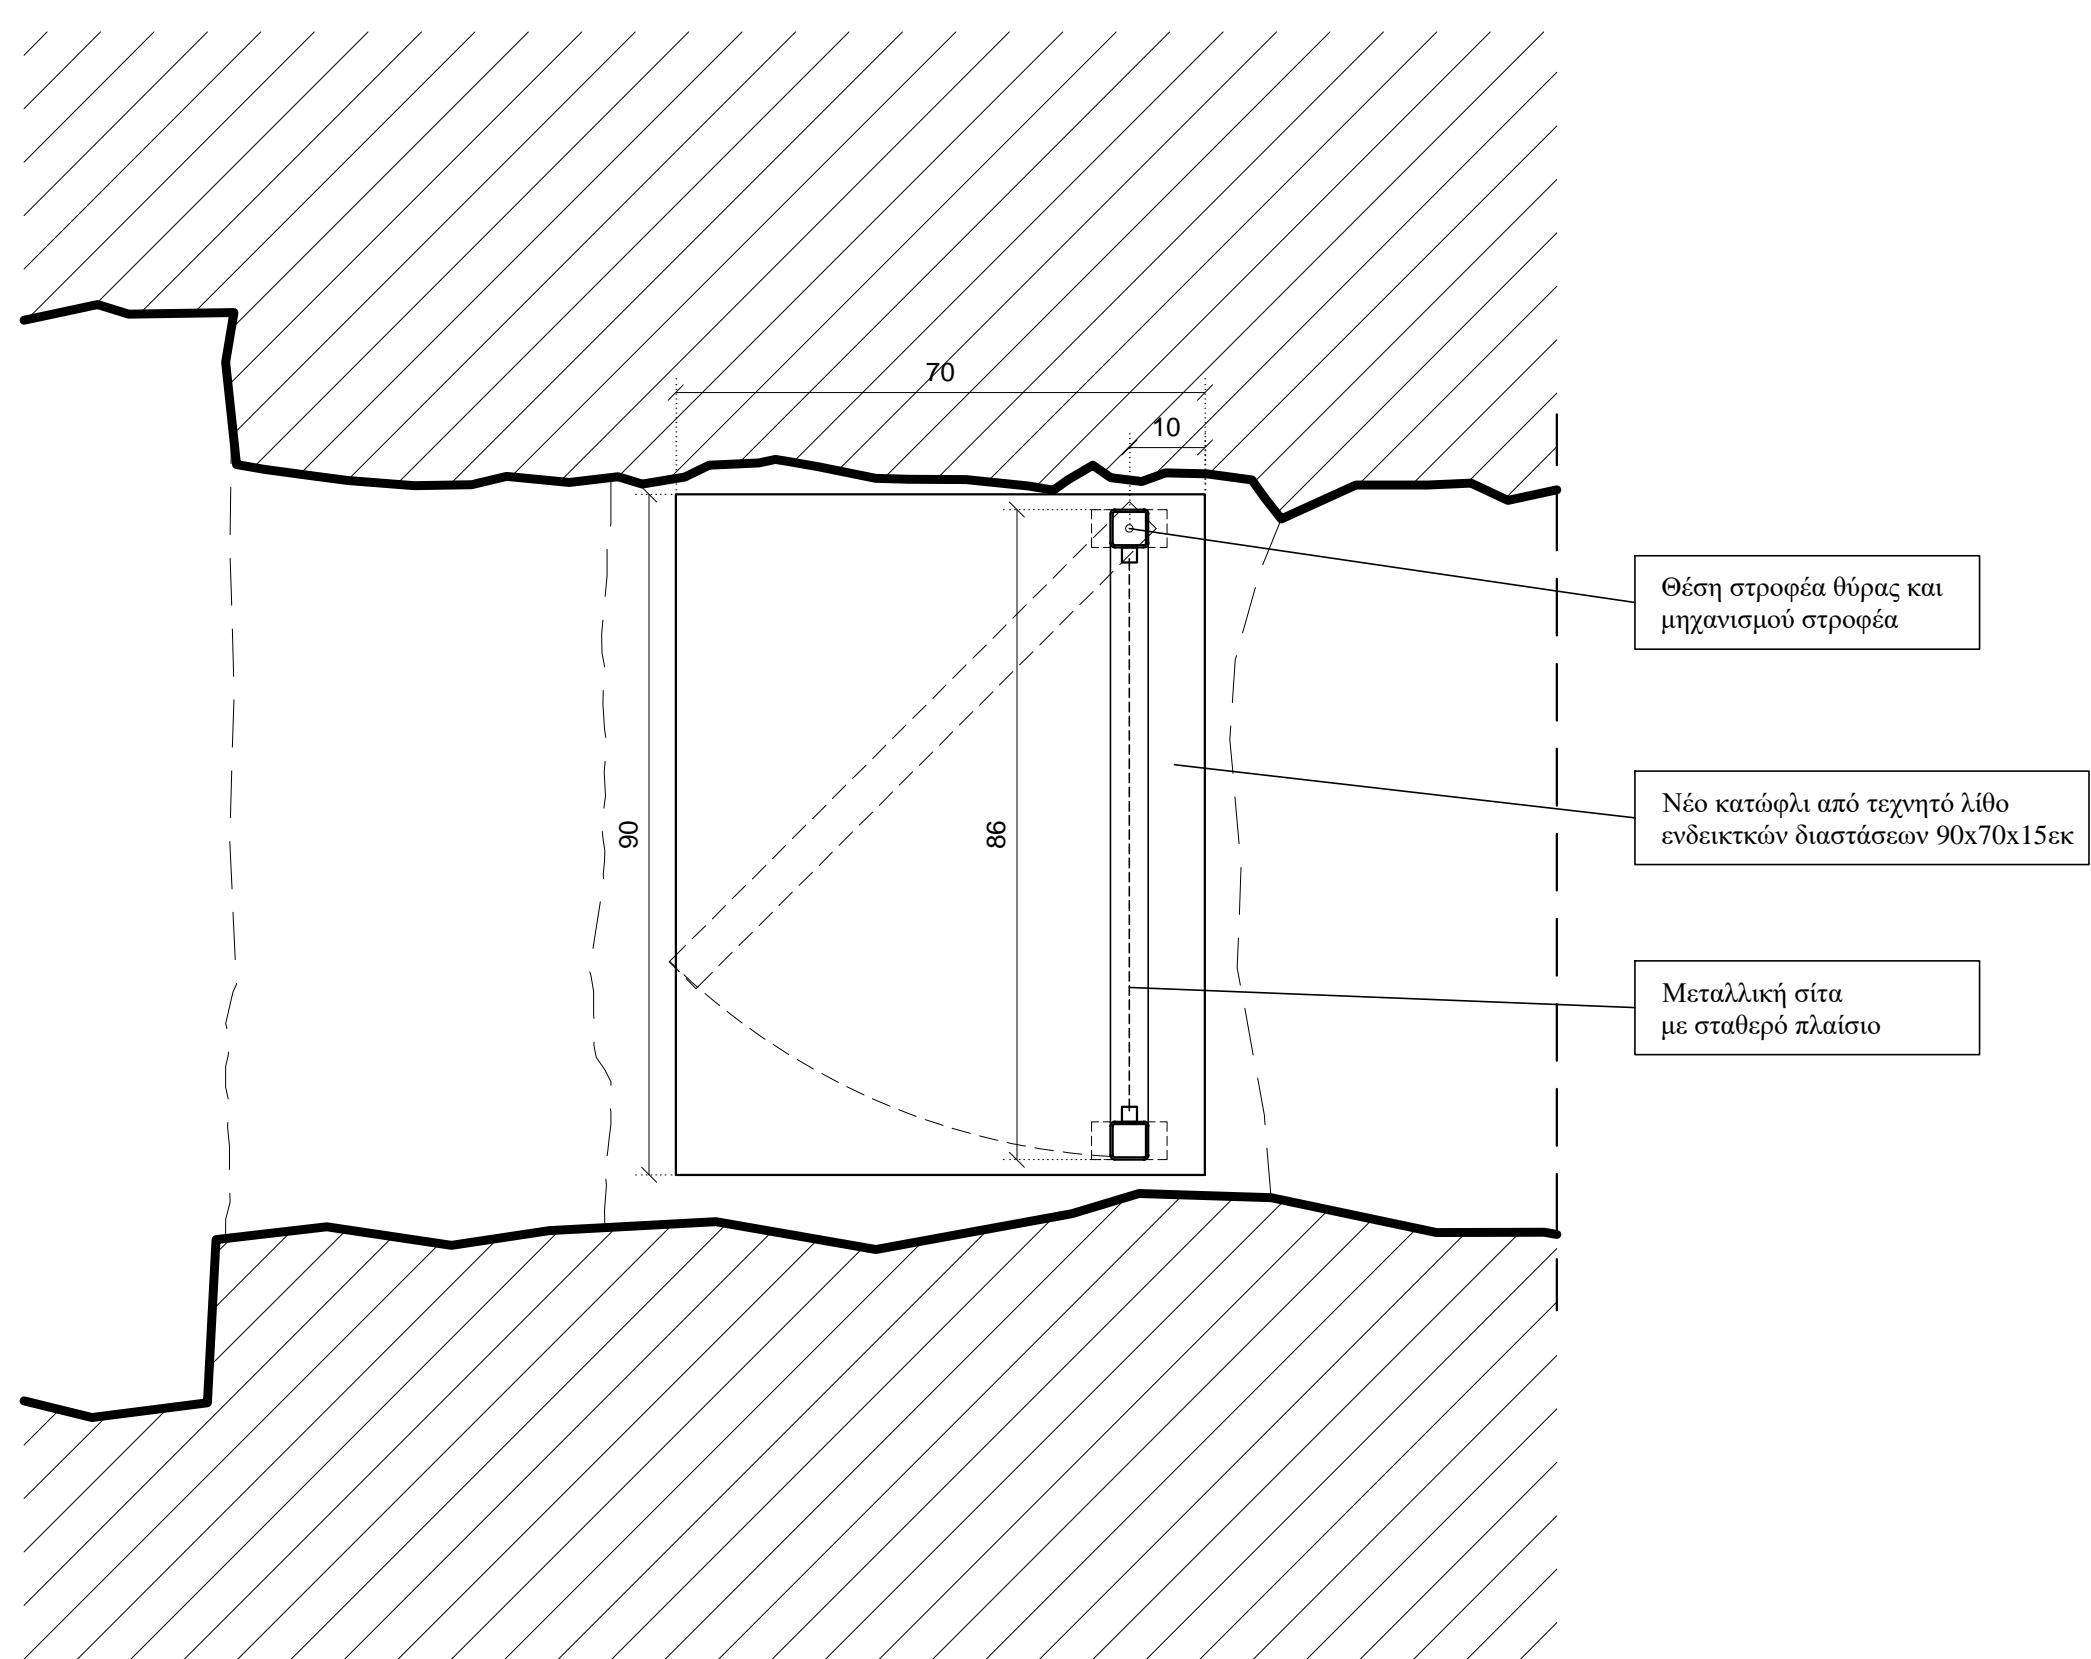 70
10
Θέση στροφέα θύρας και
μηχανισμού στροφέα
Νέο κατώφλι από τεχνητό λίθο
ενδεικτκών διαστάσεων 90x70x15εκ
90
86
Μεταλλική σίτα
με σταθερό πλαίσιο